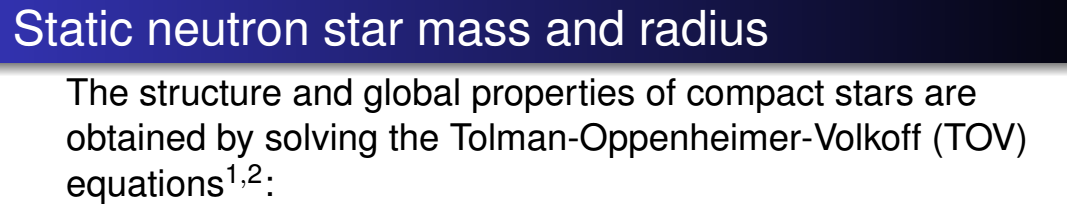 Static neutron star mass and radius
The structure and global properties of compact stars are
obtained by solving the Tolman-Oppenheimer-Volkoff (TOV)
equations¹,²: